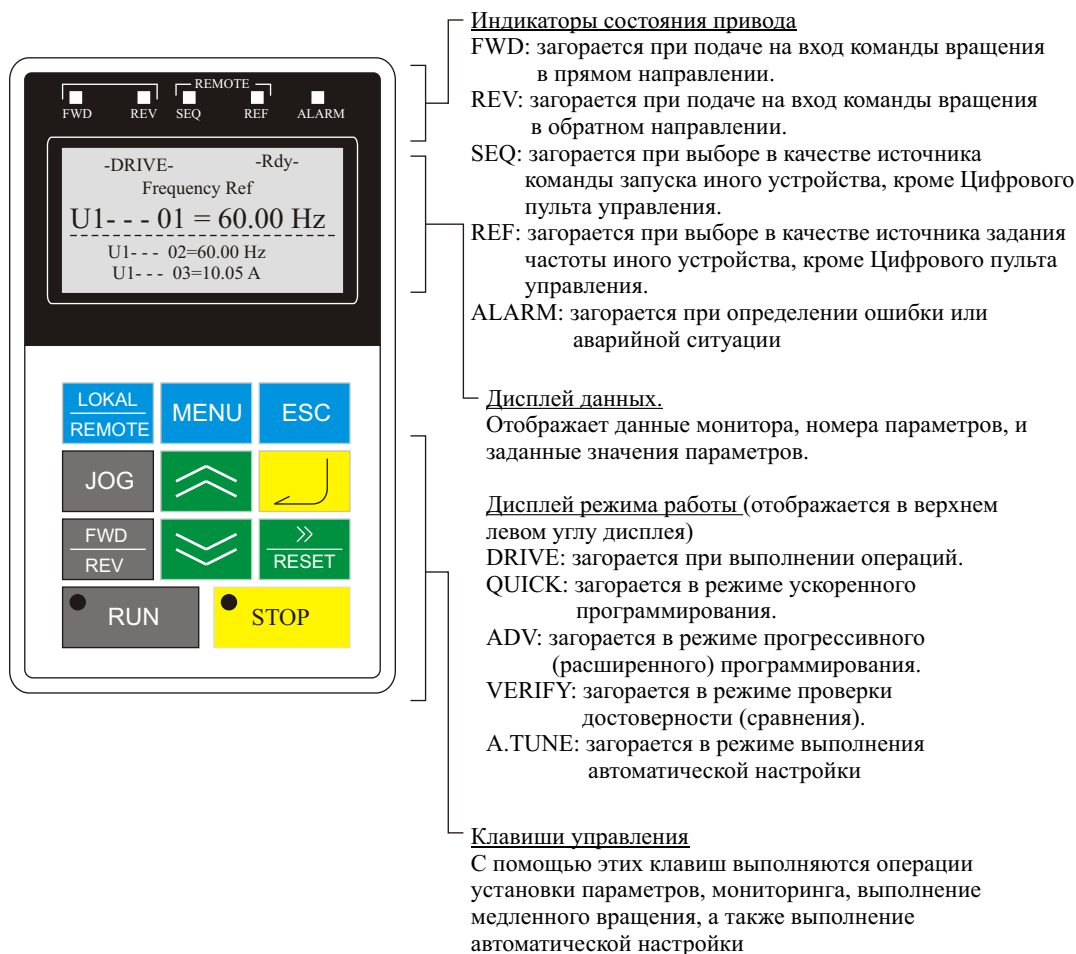 REMOTE
FWD REV SEQ REF ALARM
-DRIVE- -Rdy-
Frequency Ref
U1- - - 01 = 60.00 Hz
U1- - - 02=60.00 Hz
U1- - - 03=10.05 A
LOKAL
REMOTE
MENU
ESC
JOG
FWD
REV
RESET
RUN
STOP
Индикаторы состояния привода
FWD: загорается при подаче на вход команды вращения
в прямом направлении.
REV: загорается при подаче на вход команды вращения
в обратном направлении.
SEQ: загорается при выборе в качестве источника
команды запуска иного устройства, кроме Цифрового
пульта управления.
REF: загорается при выборе в качестве источника задания
частоты иного устройства, кроме Цифрового пульта
управления.
ALARM: загорается при определении ошибки или
аварийной ситуации
Дисплей данных.
Отображает данные монитора, номера параметров, и
заданные значения параметров.
Дисплей режима работы (отображается в верхнем
левом углу дисплея)
DRIVE: загорается при выполнении операций.
QUICK: загорается в режиме ускоренного
программирования.
ADV: загорается в режиме прогрессивного
(расширенного) программирования.
VERIFY: загорается в режиме проверки
достоверности (сравнения).
A.TUNE: загорается в режиме выполнения
автоматической настройки
Клавиши управления
С помощью этих клавиш выполняются операции
установки параметров, мониторинга, выполнение
медленного вращения, а также выполнение
автоматической настройки